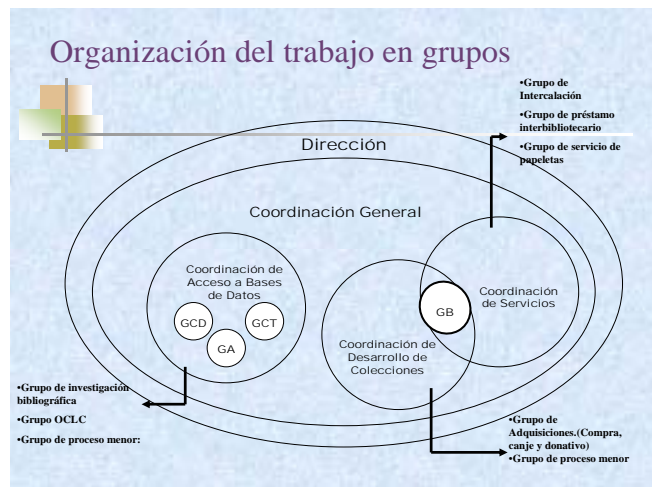 Organización del trabajo en grupos
•Grupo de
Intercalación
•Grupo de préstamo
interbibliotecario
•Grupo de servicio de
papeletas
Dirección
Coordinación General
Coordinación de
Acceso a Bases
de Datos
GCD
GCT
GA
Coordinación de
Desarrollo de
Colecciones
GB
Coordinación
de Servicios
•Grupo de investigación
bibliográfica
•Grupo OCLC
•Grupo de proceso menor:
•Grupo de
Adquisiciones.(Compra,
canje y donativo)
•Grupo de proceso menor